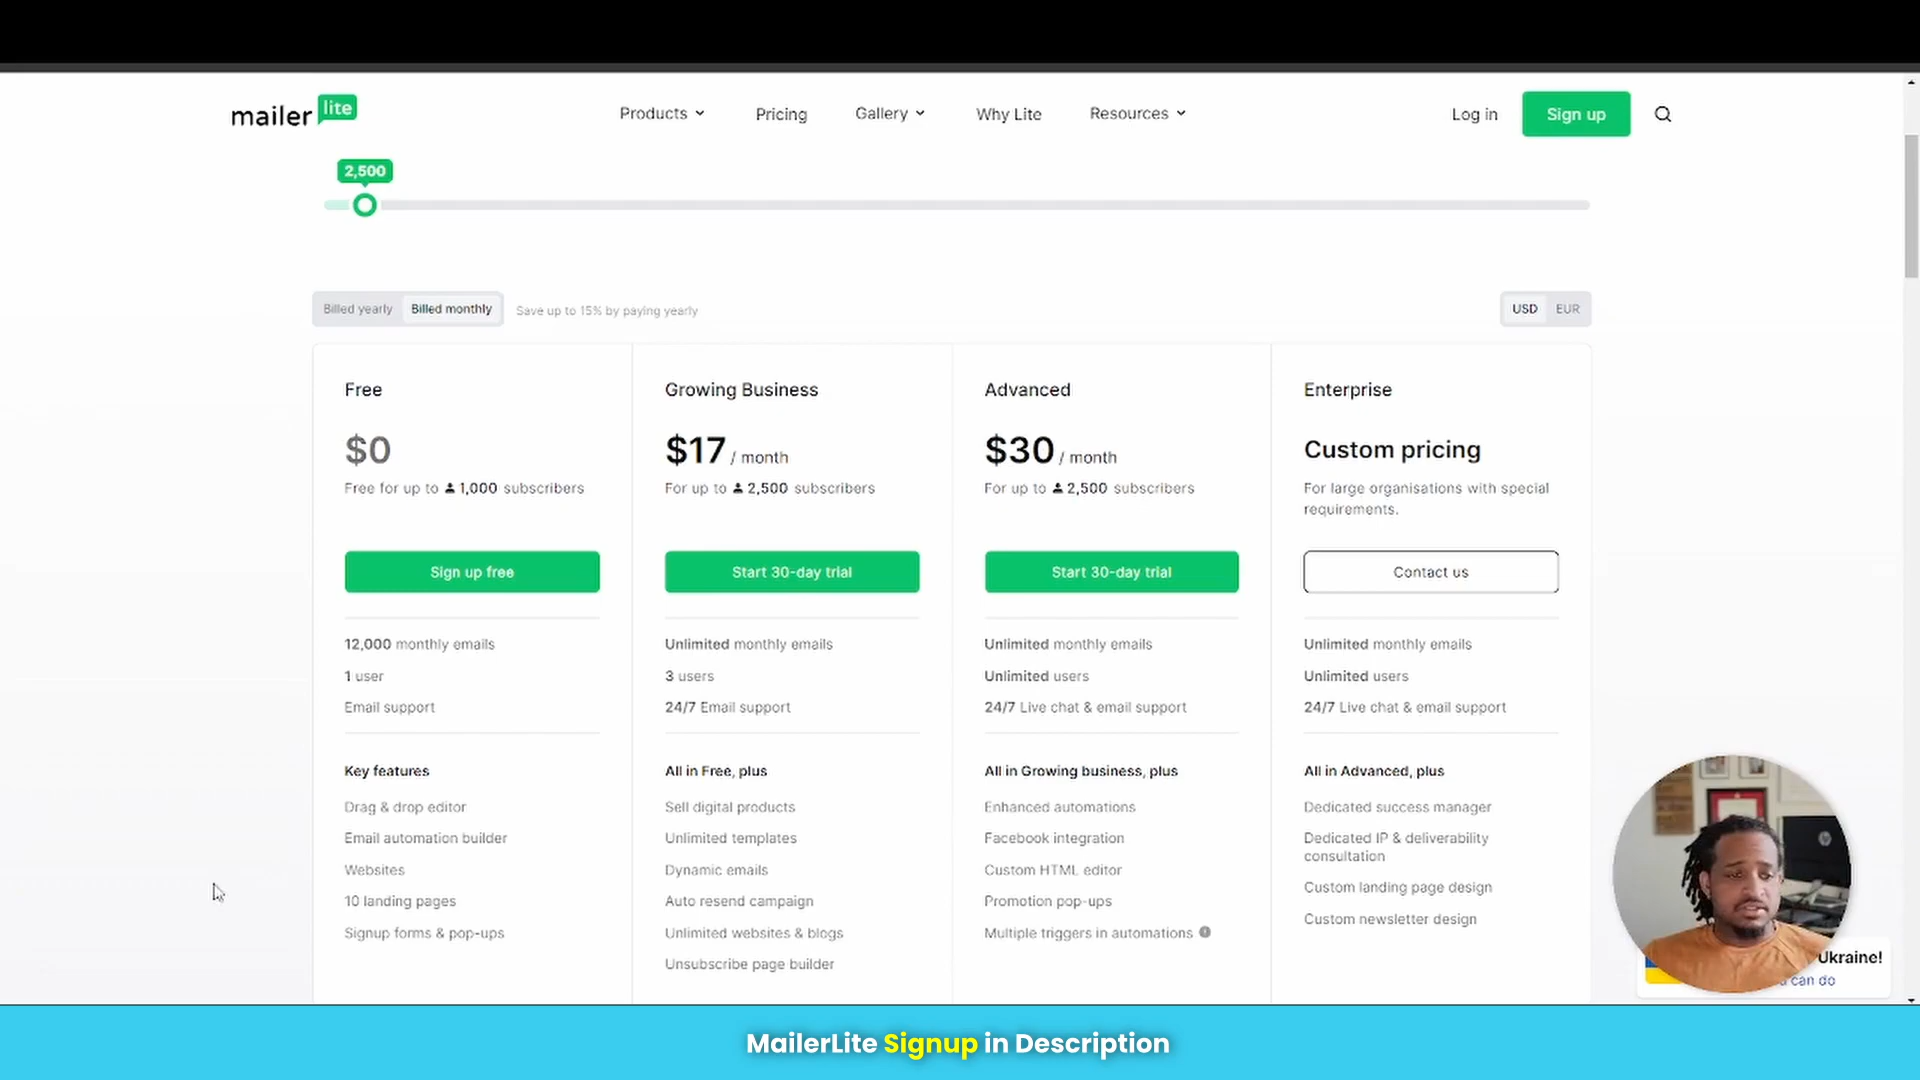 mailer lite
Products
Pricing
Gallery
Why Lite
Resources
Log in
Sign up
2,500
Billed yearly
Billed monthly
Save up to 15% by paying yearly
USD
EUR
Free
$0
Free for up to 1,000 subscribers
Sign up free
12,000 monthly emails
1 user
Email support
Key features
Drag & drop editor
Email automation builder
Websites
10 landing pages
Signup forms & pop-ups
Growing Business
$17 / month
For up to 2,500 subscribers
Start 30-day trial
Unlimited monthly emails
3 users
24/7 Email support
All in Free, plus
Sell digital products
Unlimited templates
Dynamic emails
Auto resend campaign
Unlimited websites & blogs
Unsubscribe page builder
Advanced
$30 / month
For up to 2,500 subscribers
Start 30-day trial
Unlimited monthly emails
Unlimited users
24/7 Live chat & email support
All in Growing business, plus
Enhanced automations
Facebook integration
Custom HTML editor
Promotion pop-ups
Multiple triggers in automations
Enterprise
Custom pricing
For large organisations with special
requirements.
Contact us
Unlimited monthly emails
Unlimited users
24/7 Live chat & email support
All in Advanced, plus
Dedicated success manager
Dedicated IP & deliverability
consultation
Custom landing page design
Custom newsletter design
Ukraine!
can do
MailerLite Signup in Description